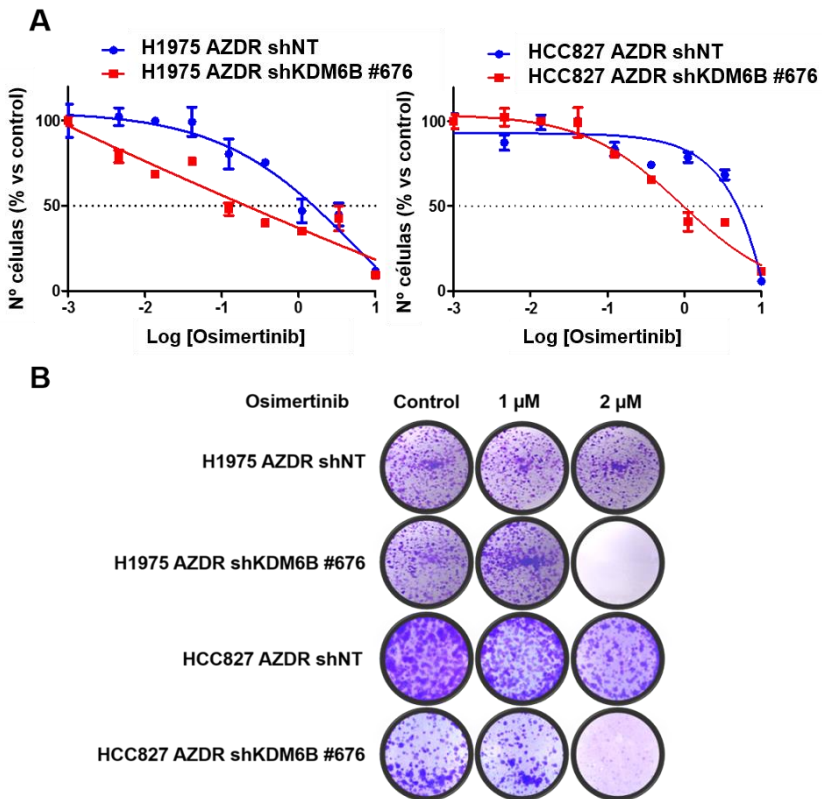 A
H1975 AZDR shNT
H1975 AZDR shKDM6B #676
Nº células (% vs control)
100
50
0
-3
-2
-1
0
1
Log [Osimertinib]
HCC827 AZDR shNT
HCC827 AZDR shKDM6B #676
Nº células (% vs control)
100
50
0
-3
-2
-1
0
1
Log [Osimertinib]
B
Osimertinib Control 1 µM 2 µM
H1975 AZDR shNT
H1975 AZDR shKDM6B #676
HCC827 AZDR shNT
HCC827 AZDR shKDM6B #676